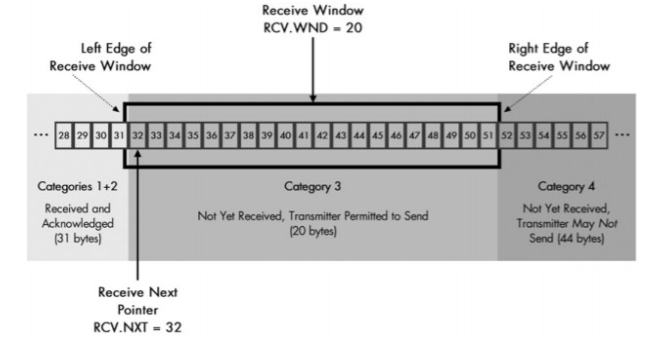 Receive Window
RCV.WND = 20
Left Edge of
Receive Window
Right Edge of
Receive Window
... 28 29 30 31 32 33 34 35 36 37 38 39 40 41 42 43 44 45 46 47 48 49 50 51 52 53 54 55 56 57 ...
Categories 1+2
Received and
Acknowledged
(31 bytes)
Category 3
Not Yet Received, Transmitter Permitted to Send
(20 bytes)
Category 4
Not Yet Received,
Transmitter May Not
Send (44 bytes)
Receive Next
Pointer
RCV.NXT = 32